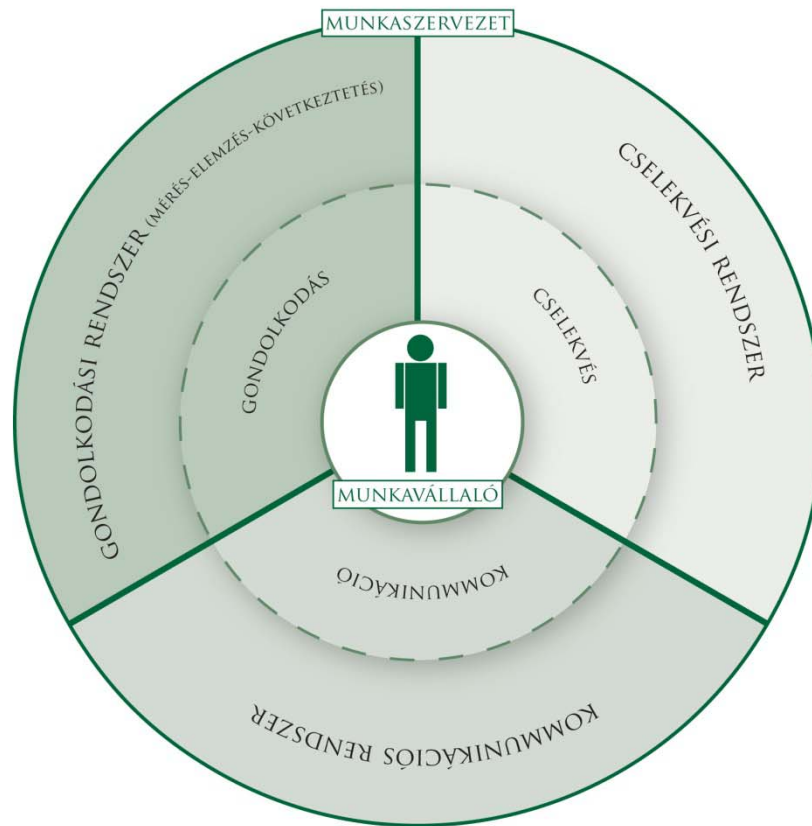 MUNKASZERVEZET
GONDOLKODÁSI RENDSZER (MÉRÉS-ELEMZÉS-KÖVETKEZTETÉS)
CSELEKVÉSI RENDSZER
GONDOLKODÁS
CSELEKVÉS
MUNKAVÁLLALÓ
KOMMUNIKÁCIÓ
KOMMUNIKÁCIÓS RENDSZER